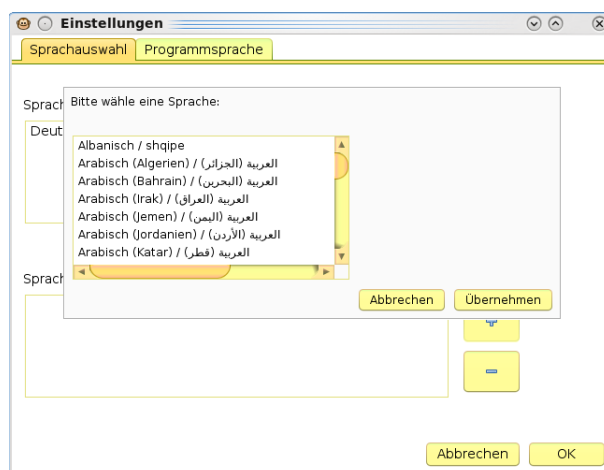 Einstellungen
Sprachauswahl Programmsprache
Bitte wähle eine Sprache:
Albanisch / shqipe
Arabisch (Algerien) / العربية (الجزائر)
Arabisch (Bahrain) / العربية (البحرين)
Arabisch (Irak) / العربية (العراق)
Arabisch (Jemen) / العربية (اليمن)
Arabisch (Jordanien) / العربية (الأردن)
Arabisch (Katar) / العربية (قطر)
Abbrechen Übernehmen
Sprach
Deut
Sprach
Abbrechen OK